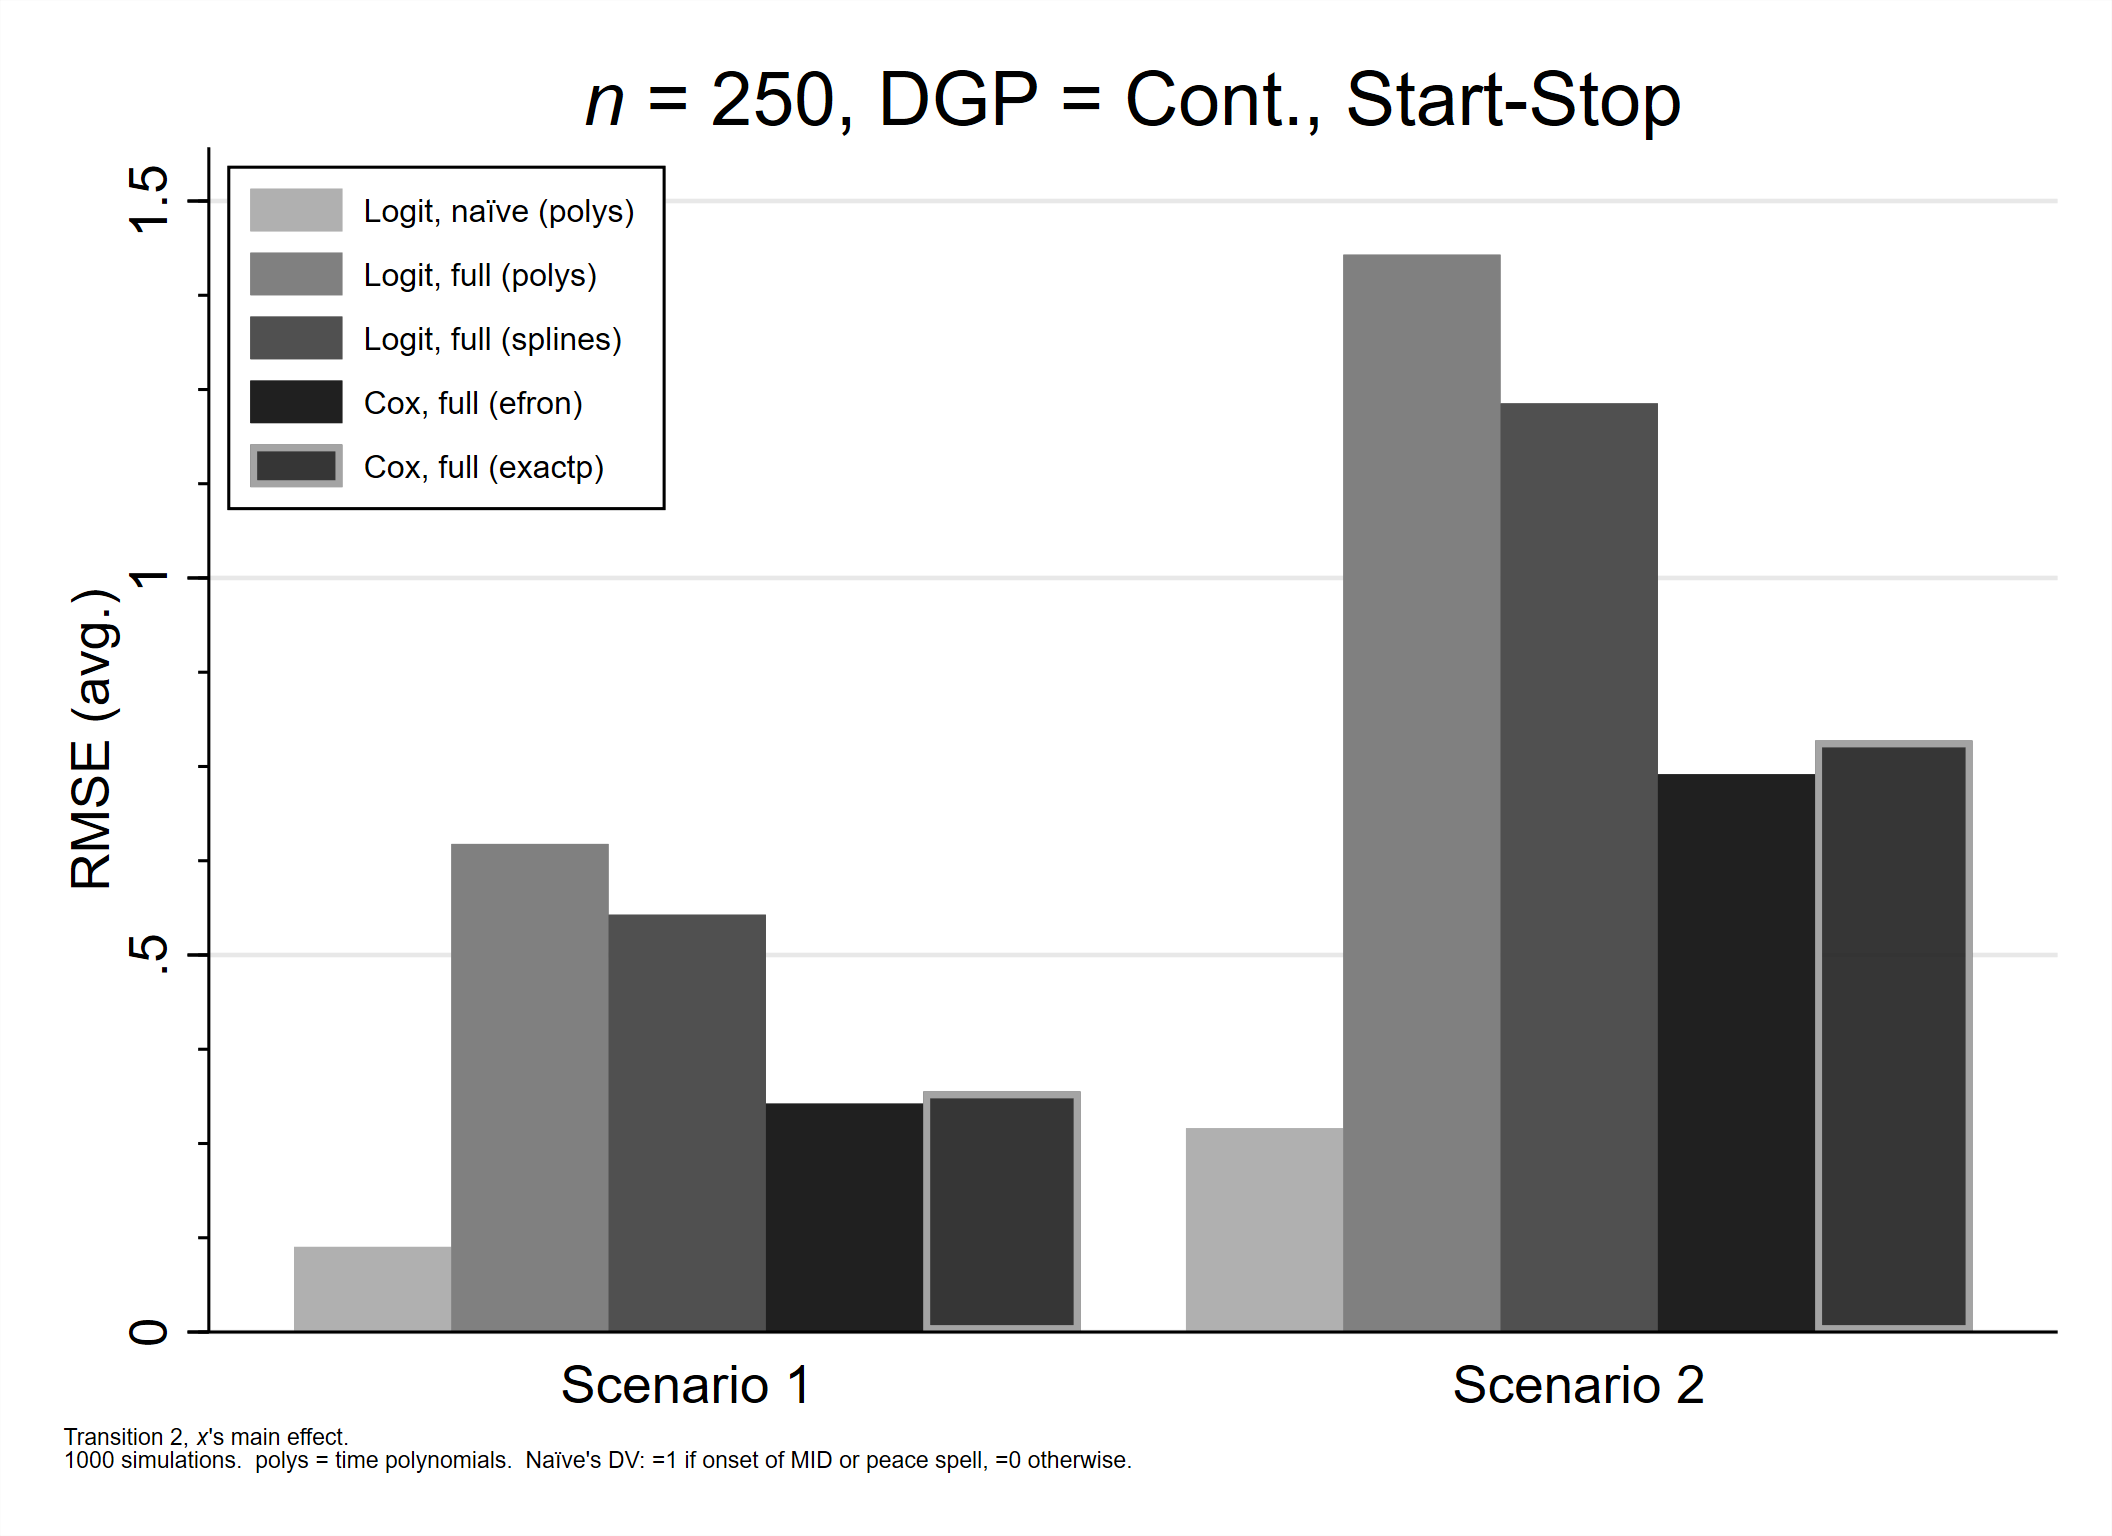 n = 250, DGP = Cont., Start-Stop
Logit, naïve (polys)
Logit, full (polys)
Logit, full (splines)
Cox, full (efron)
Cox, full (exactp)
RMSE (avg.)
1.5
1
.5
0
Scenario 1
Scenario 2
Transition 2, x's main effect.
1000 simulations.  polys = time polynomials.  Naïve's DV: =1 if onset of MID or peace spell, =0 otherwise.